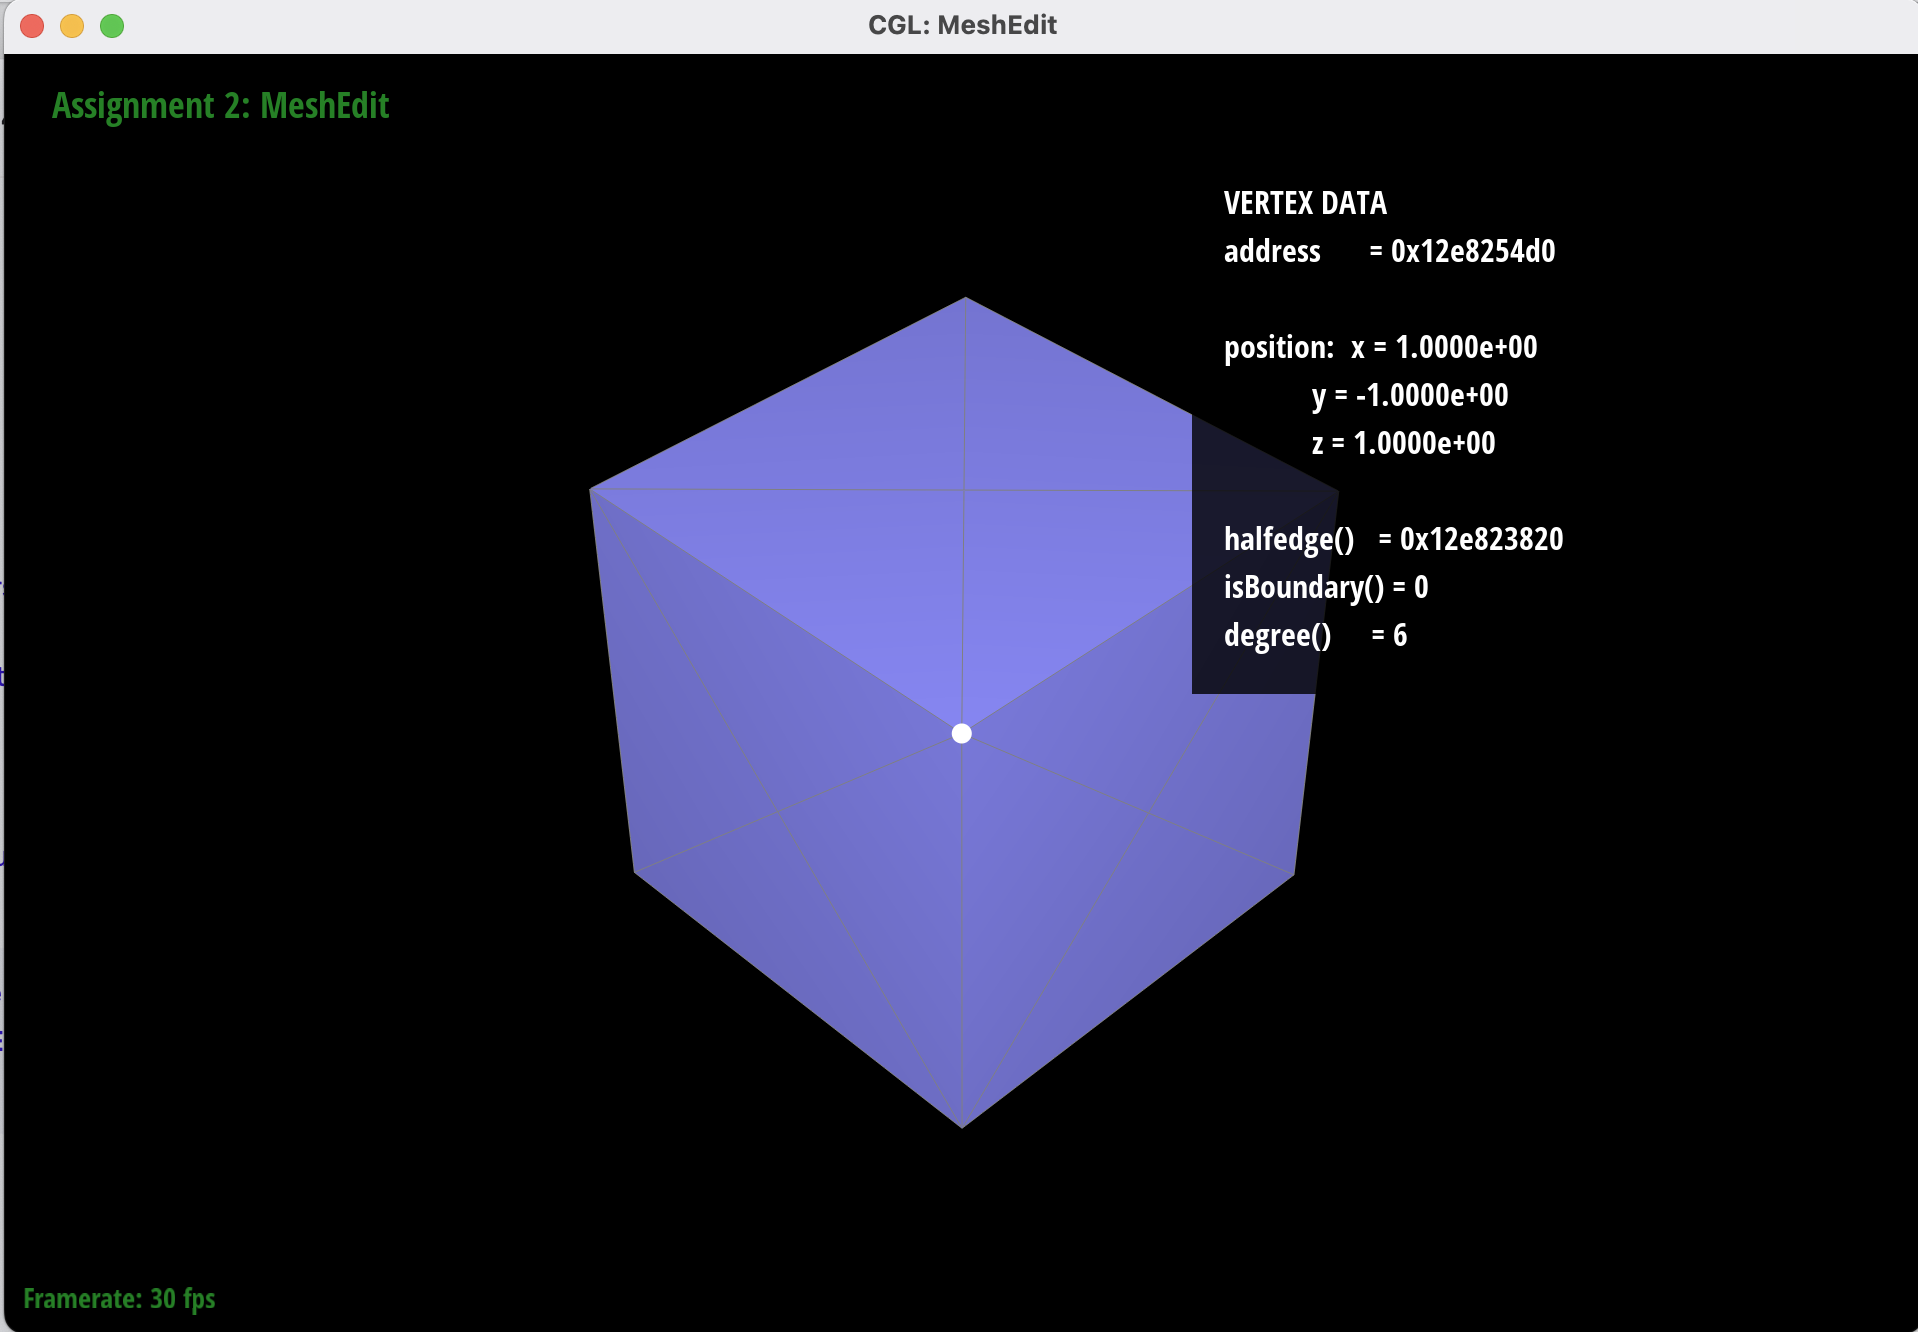 CGL: MeshEdit
Assignment 2: MeshEdit
VERTEX DATA
address = 0x12e8254d0
position: x = 1.0000e+00
y = -1.0000e+00
z = 1.0000e+00
halfedge() = 0x12e823820
isBoundary() = 0
degree() = 6
Framerate: 30 fps